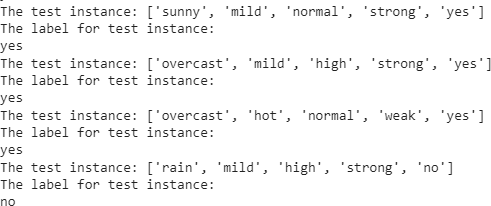 The test instance: ['sunny', 'mild', 'normal', 'strong', 'yes']
The label for test instance:
yes
The test instance: ['overcast', 'mild', 'high', 'strong', 'yes']
The label for test instance:
yes
The test instance: ['overcast', 'hot', 'normal', 'weak', 'yes']
The label for test instance:
yes
The test instance: ['rain', 'mild', 'high', 'strong', 'no']
The label for test instance:
no